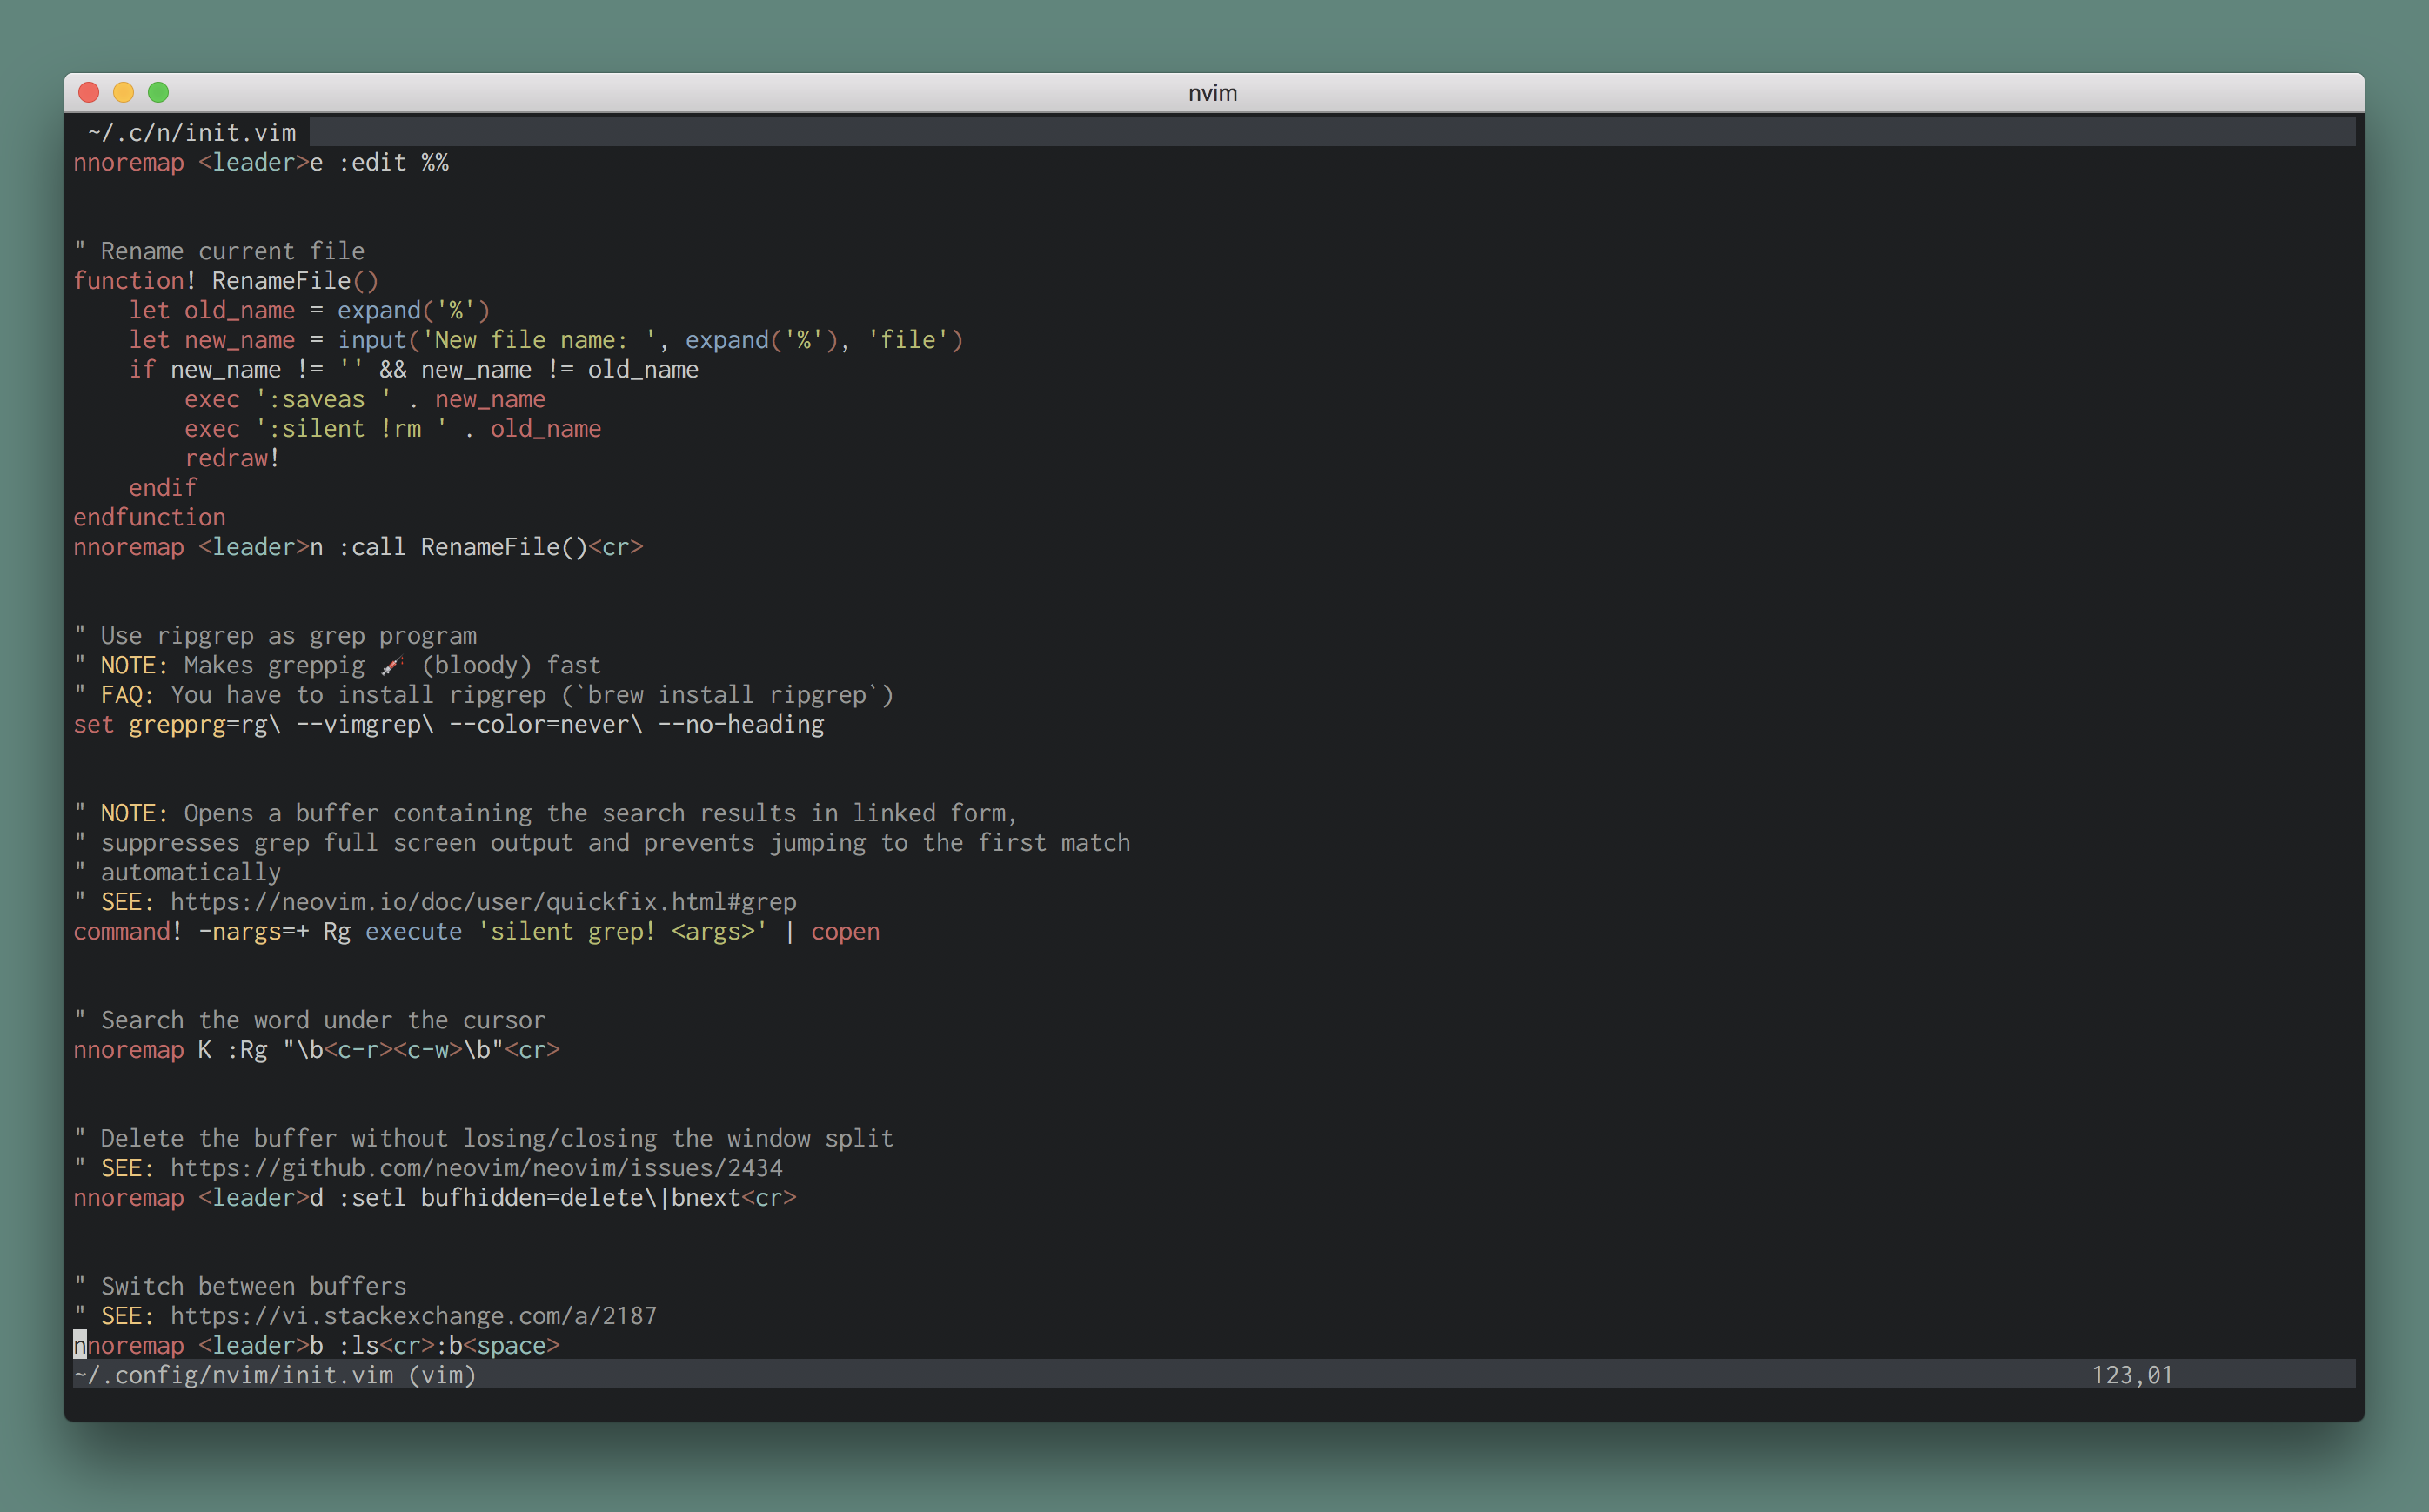 nvim
~/.c/n/init.vim
nnoremap <leader>e :edit %%
" Rename current file
function! RenameFile()
    let old_name = expand('%')
    let new_name = input('New file name: ', expand('%'), 'file')
    if new_name != '' && new_name != old_name
        exec ':saveas ' . new_name
        exec ':silent !rm ' . old_name
        redraw!
    endif
endfunction
nnoremap <leader>n :call RenameFile()<cr>
" Use ripgrep as grep program
" NOTE: Makes greppig 🧨 (bloody) fast
" FAQ: You have to install ripgrep (`brew install ripgrep`)
set grepprg=rg\ --vimgrep\ --color=never\ --no-heading
" NOTE: Opens a buffer containing the search results in linked form,
" suppresses grep full screen output and prevents jumping to the first match
" automatically
" SEE: https://neovim.io/doc/user/quickfix.html#grep
command! -nargs=+ Rg execute 'silent grep! <args>' | copen
" Search the word under the cursor
nnoremap K :Rg "\b<c-r><c-w>\b"<cr>
" Delete the buffer without losing/closing the window split
" SEE: https://github.com/neovim/neovim/issues/2434
nnoremap <leader>d :setl bufhidden=delete\|bnext<cr>
" Switch between buffers
" SEE: https://vi.stackexchange.com/a/2187
nnoremap <leader>b :ls<cr>:b<space>
~/.config/nvim/init.vim (vim) 123,01